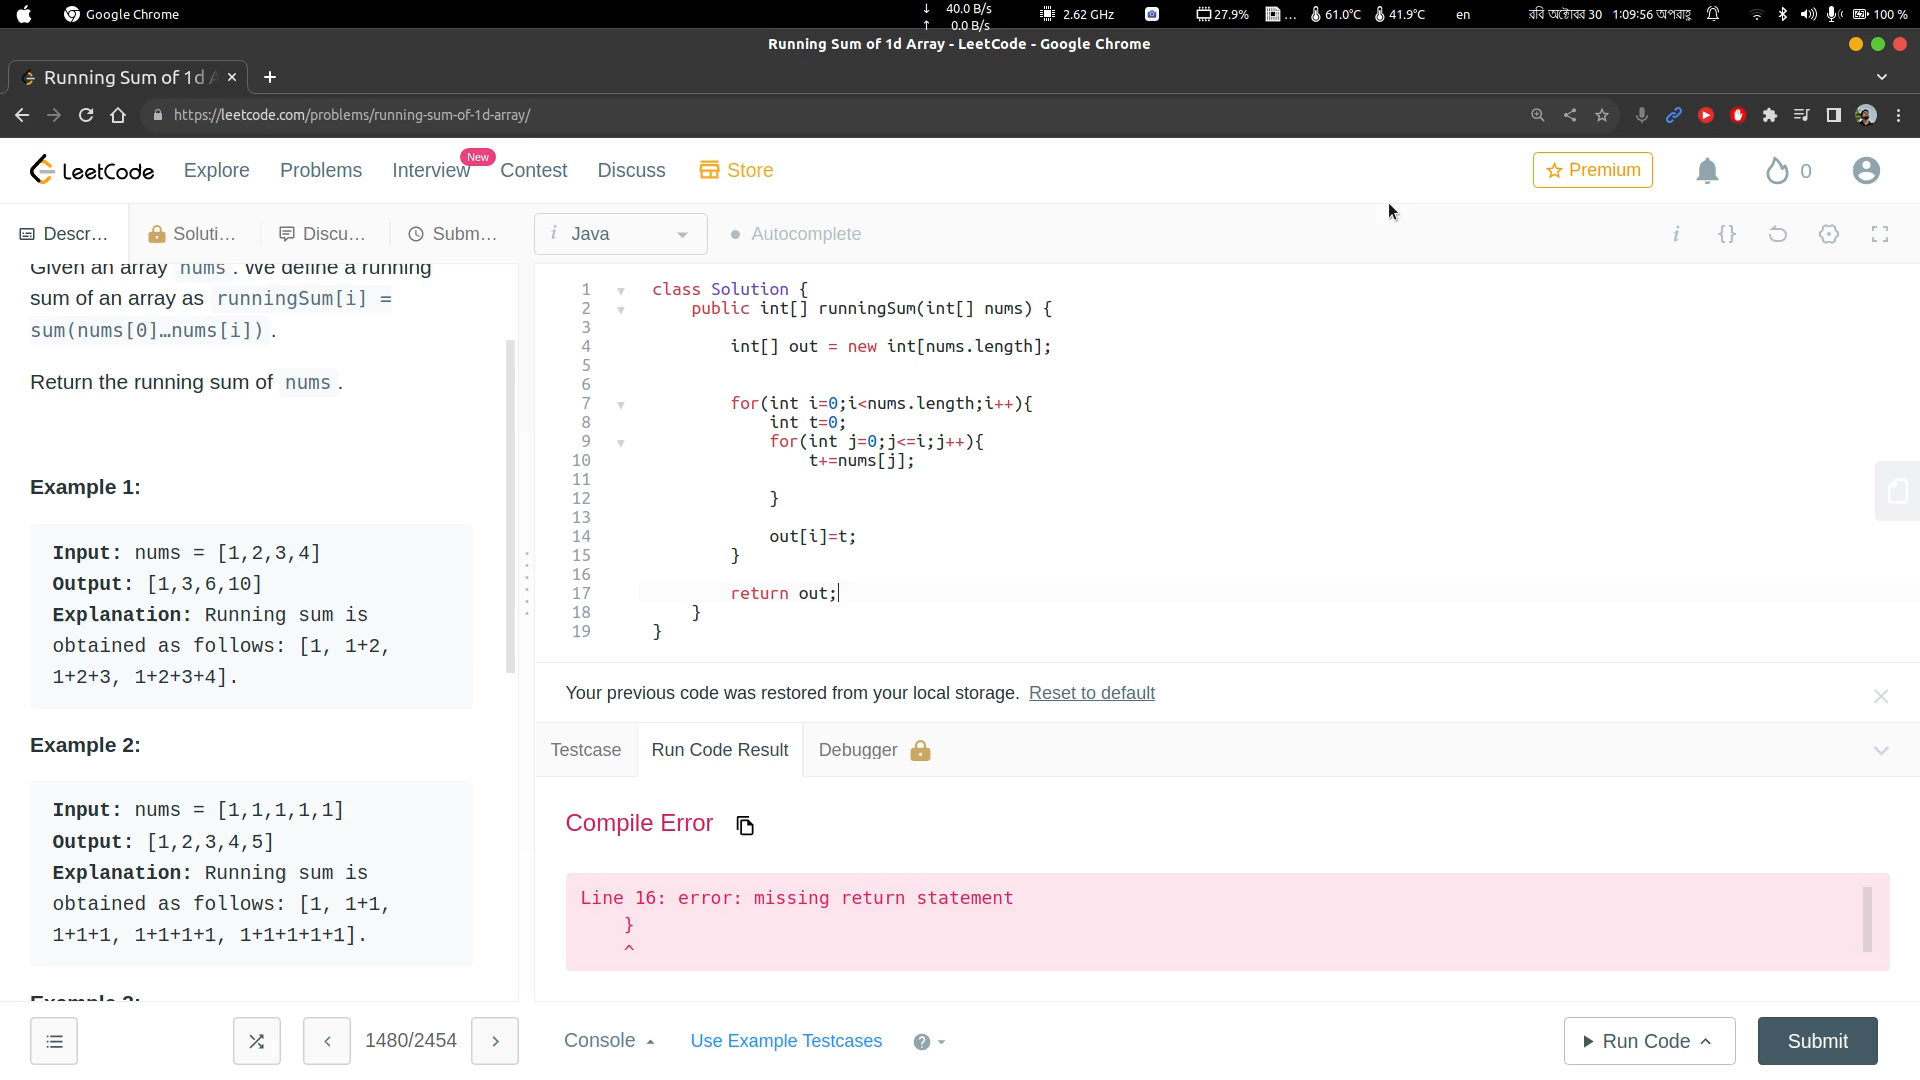 Google Chrome
↓ 40.0 B/s
↑ 0.0 B/s
2.62 GHz
27.9%
...
61.0°C
41.9°C
en
রবি অক্টোবর 30 1:09:56 অপরাহ্ণ
100 %
Running Sum of 1d Array - LeetCode - Google Chrome
Running Sum of 1d A
https://leetcode.com/problems/running-sum-of-1d-array/
LeetCode
Explore
Problems
Interview
New
Contest
Discuss
Store
Premium
0
Descr...
Soluti...
Discu...
Subm...
i Java
Autocomplete
i {}
Given an array nums. We define a running
sum of an array as runningSum[i] =
sum(nums[0]…nums[i]).
Return the running sum of nums.
Example 1:
Input: nums = [1,2,3,4]
Output: [1,3,6,10]
Explanation: Running sum is
obtained as follows: [1, 1+2,
1+2+3, 1+2+3+4].
Example 2:
Input: nums = [1,1,1,1,1]
Output: [1,2,3,4,5]
Explanation: Running sum is
obtained as follows: [1, 1+1,
1+1+1, 1+1+1+1, 1+1+1+1+1].
Example 3:
1 class Solution {
2 public int[] runningSum(int[] nums) {
3
4 int[] out = new int[nums.length];
5
6
7 for(int i=0;i<nums.length;i++){
8 int t=0;
9 for(int j=0;j<=i;j++){
10 t+=nums[j];
11
12 }
13
14 out[i]=t;
15 }
16
17 return out;
18 }
19 }
Your previous code was restored from your local storage. Reset to default
Testcase
Run Code Result
Debugger
Compile Error
Line 16: error: missing return statement
}
^
1480/2454
Console
Use Example Testcases
?
Run Code
Submit